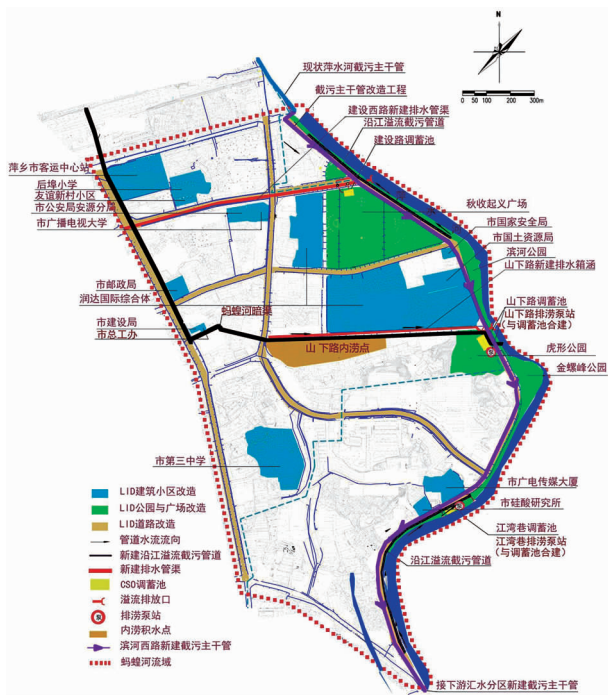 N
0 50 100 200 300m
现状萍水河截污主干管
截污主干管改造工程
建设西路新建排水管渠
沿江溢流截污管道
建设路调蓄池
萍乡市客运中心站
后埠小学
友谊新村小区
市公安局安源分局
市广播电视大学
秋收起义广场
市国家安全局
市国土资源局
滨河公园
山下路新建排水箱涵
市邮政局
润达国际综合体
蚂蝗河暗渠
山下路调蓄池
山下路排涝泵站
(与调蓄池合建)
市建设局
市总工办
山下路内涝点
虎形公园
金螺峰公园
市第三中学
市广电传媒大厦
市硅酸研究所
江湾巷调蓄池
江湾巷排涝泵站
(与调蓄池合建)
沿江溢流截污管道
接下游汇水分区新建截污主干管
LID建筑小区改造
LID公园与广场改造
LID道路改造
管道水流流向
新建沿江溢流截污管道
新建排水管渠
CSO调蓄池
溢流排放口
泵 排涝泵站
内涝积水点
滨河西路新建截污主干管
蚂蝗河流域